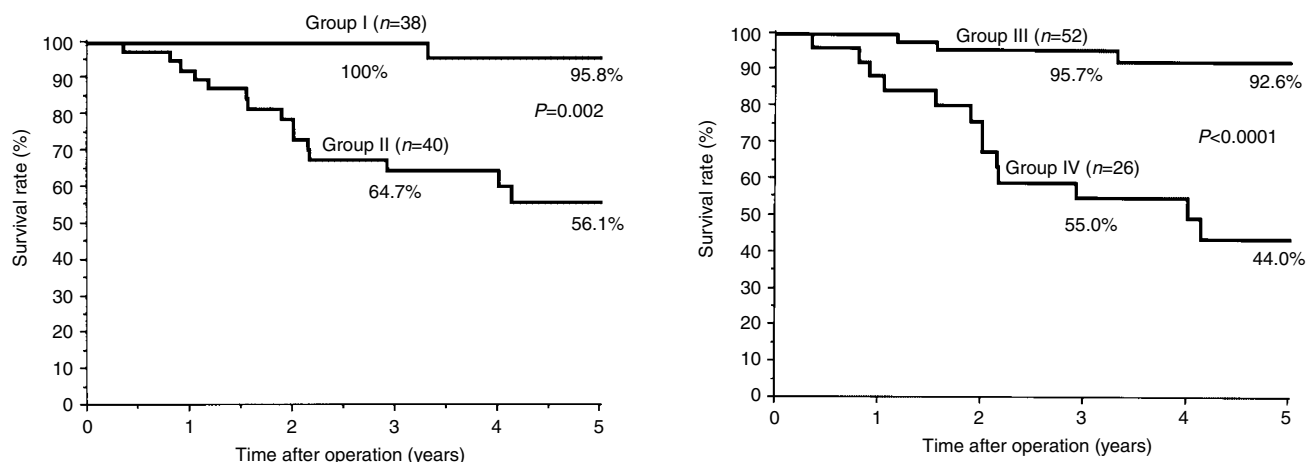 Group I (n=38)
100
90
80
70
60
50
40
30
20
10
0
Survival rate (%)
100%
95.8%
P=0.002
Group II (n=40)
64.7%
56.1%
0 1 2 3 4 5
Time after operation (years)
100
90
80
70
60
50
40
30
20
10
0
Survival rate (%)
Group III (n=52)
95.7%
92.6%
P<0.0001
Group IV (n=26)
55.0%
44.0%
0 1 2 3 4 5
Time after operation (years)